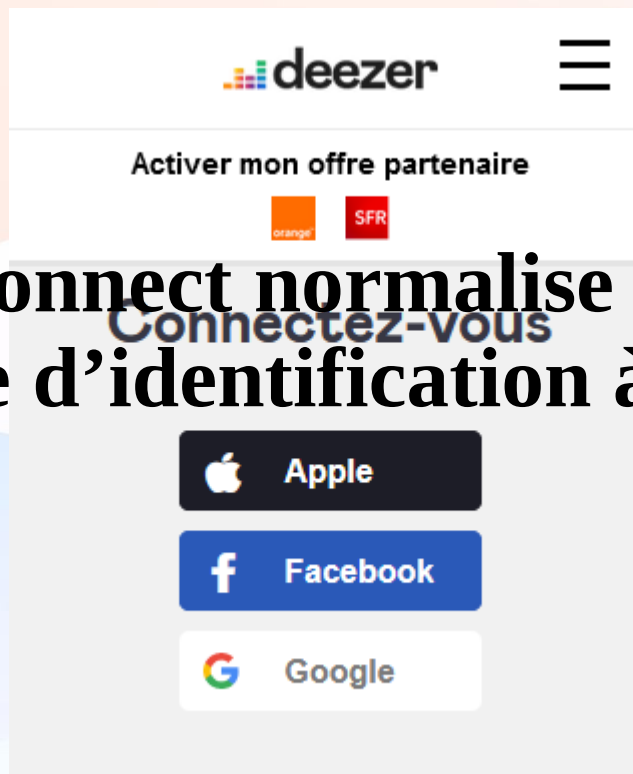 deezer
Activer mon offre partenaire
orange
SFR
onnect normalise
Connectez-vous
d’identification à
Apple
Facebook
Google